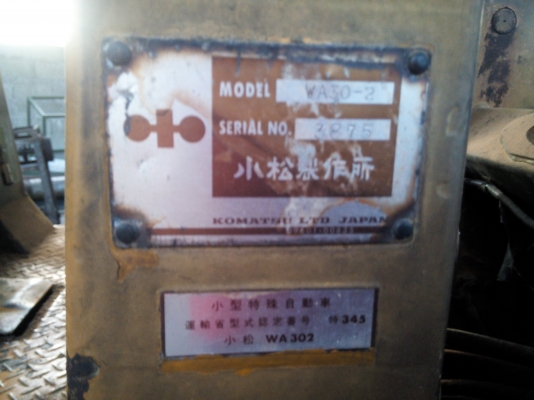 MODEL WA30-2
SERIAL NO. 3875
小松製作所
KOMATSU LTD JAPAN
小型特殊自動車
運輸省型式認定番号 特345
小松 WA302